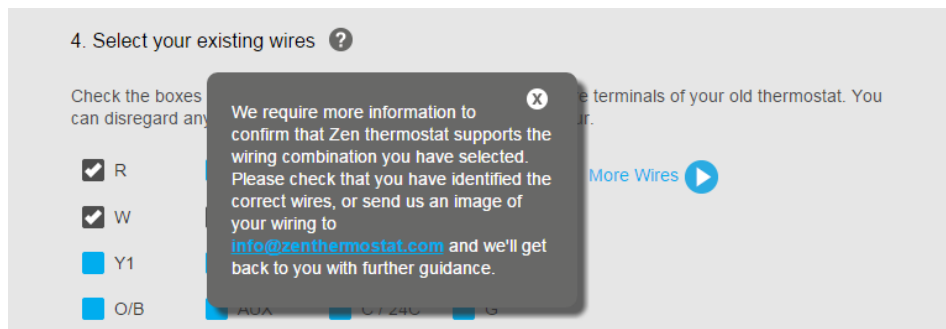 4. Select your existing wires ?
Check the boxes
e terminals of your old thermostat. You
can disregard any
ur.
We require more information to
confirm that Zen thermostat supports the
wiring combination you have selected.
Please check that you have identified the
correct wires, or send us an image of
your wiring to
info@zenthermostat.com and we'll get
back to you with further guidance.
X
R
More Wires
W
Y1
O/B
AUX
C / 24C
G